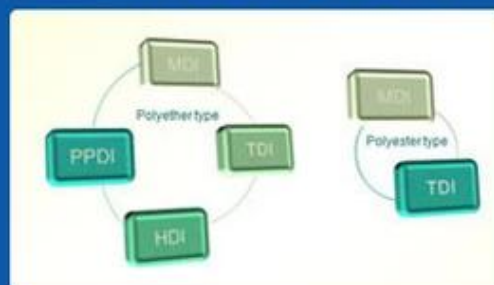 MDI
Polyether type
PPDI
TDI
HDI
MDI
Polyester type
TDI